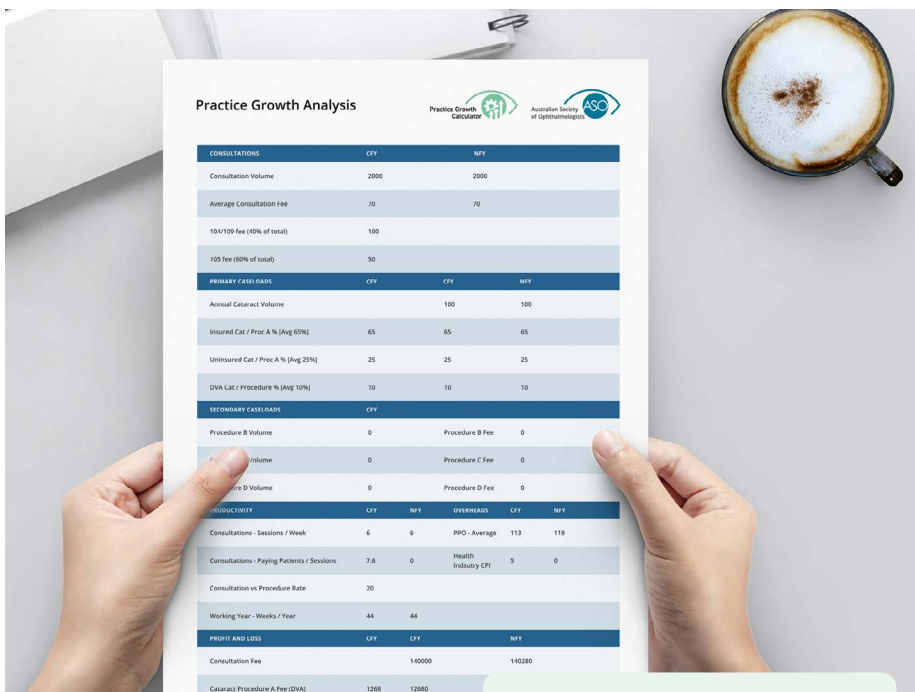 Practice Growth Analysis
Practice Growth
Calculator
Australian Society
of Ophthalmologists
ASO
CONSULTATIONS CFY NFY
Consultation Volume 2000 2000
Average Consultation Fee 70 70
104/109 fee (40% of total) 100
105 fee (60% of total) 50
PRIMARY CASELOADS CFY CFY NFY
Annual Cataract Volume 100 100
Insured Cat / Proc A % [Avg 65%] 65 65 65
Uninsured Cat / Proc A % [Avg 25%] 25 25 25
DVA Cat / Procedure % [Avg 10%] 10 10 10
SECONDARY CASELOADS CFY
Procedure B Volume 0 Procedure B Fee 0
Volume 0 Procedure C Fee 0
D Volume 0 Procedure D Fee 0
PRODUCTIVITY CFY NFY OVERHEADS CFY NFY
Consultations - Sessions / Week 6 6 PPO - Average 113 119
Consultations - Paying Patients / Sessions 7.6 0 Health Indsutry CPI 5 0
Consultation vs Procedure Rate 20
Working Year - Weeks / Year 44 44
PROFIT AND LOSS CFY CFY NFY
Consultation Fee 140000 140280
Cataract Procedure A Fee (DVA) 1268 12680